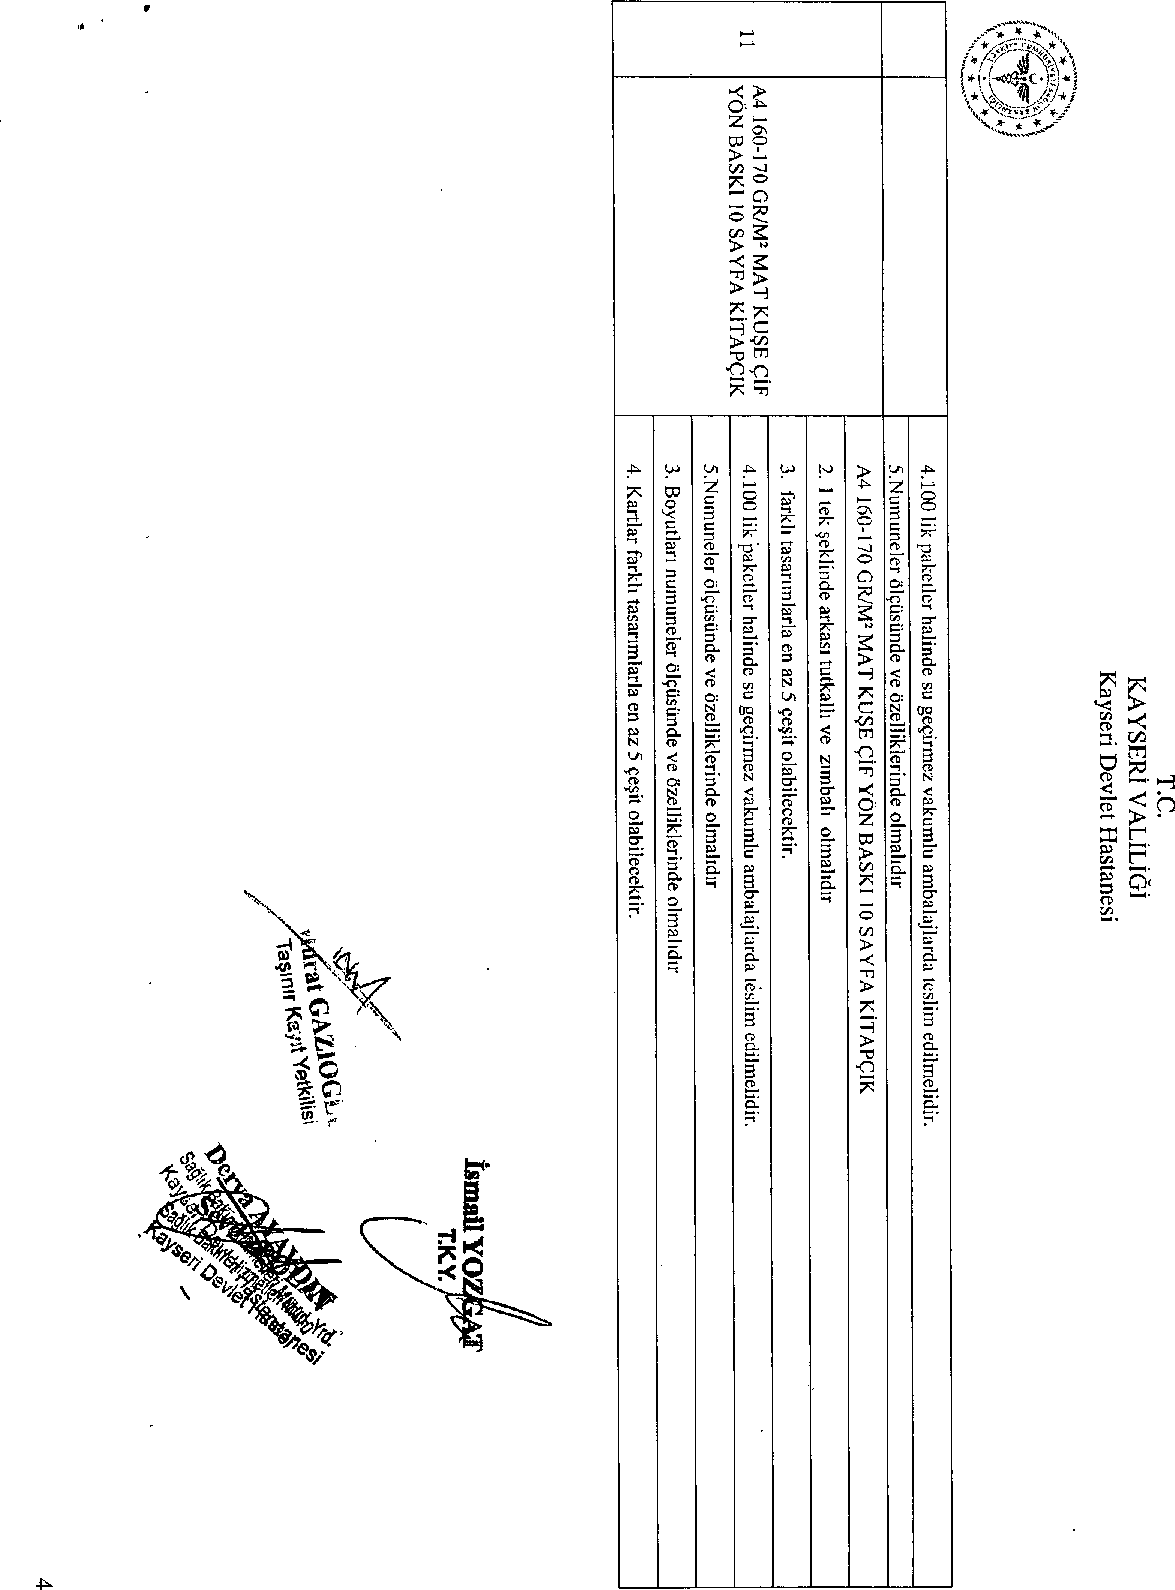 T.C.
KAYSERİ VALİLİĞİ
Kayseri Devlet Hastanesi
4.100 lik paketler halinde su geçirmez vakumlu ambalajlarda teslim edilmelidir.
5.Numuneler ölçüsünde ve özelliklerinde olmalıdır
11
A4 160-170 GR/M² MAT KUŞE ÇİF
YÖN BASKI 10 SAYFA KİTAPÇIK
A4 160-170 GR/M² MAT KUŞE ÇİF YÖN BASKI 10 SAYFA KİTAPÇIK
2. 1 tek şeklinde arkası tutkallı ve zımbalı olmalıdır
3. farklı tasarımlarla en az 5 çeşit olabilecektir.
4.100 lik paketler halinde su geçirmez vakumlu ambalajlarda teslim edilmelidir.
5.Numuneler ölçüsünde ve özelliklerinde olmalıdır
3. Boyutları numuneler ölçüsünde ve özelliklerinde olmalıdır
4. Kartlar farklı tasarımlarla en az 5 çeşit olabilecektir.
İsmail YOZGAT
T.K.Y.
Taşınır Kayıt Yetkilisi
Derya
Sağlık
Kayseri Devlet Hastanesi
4